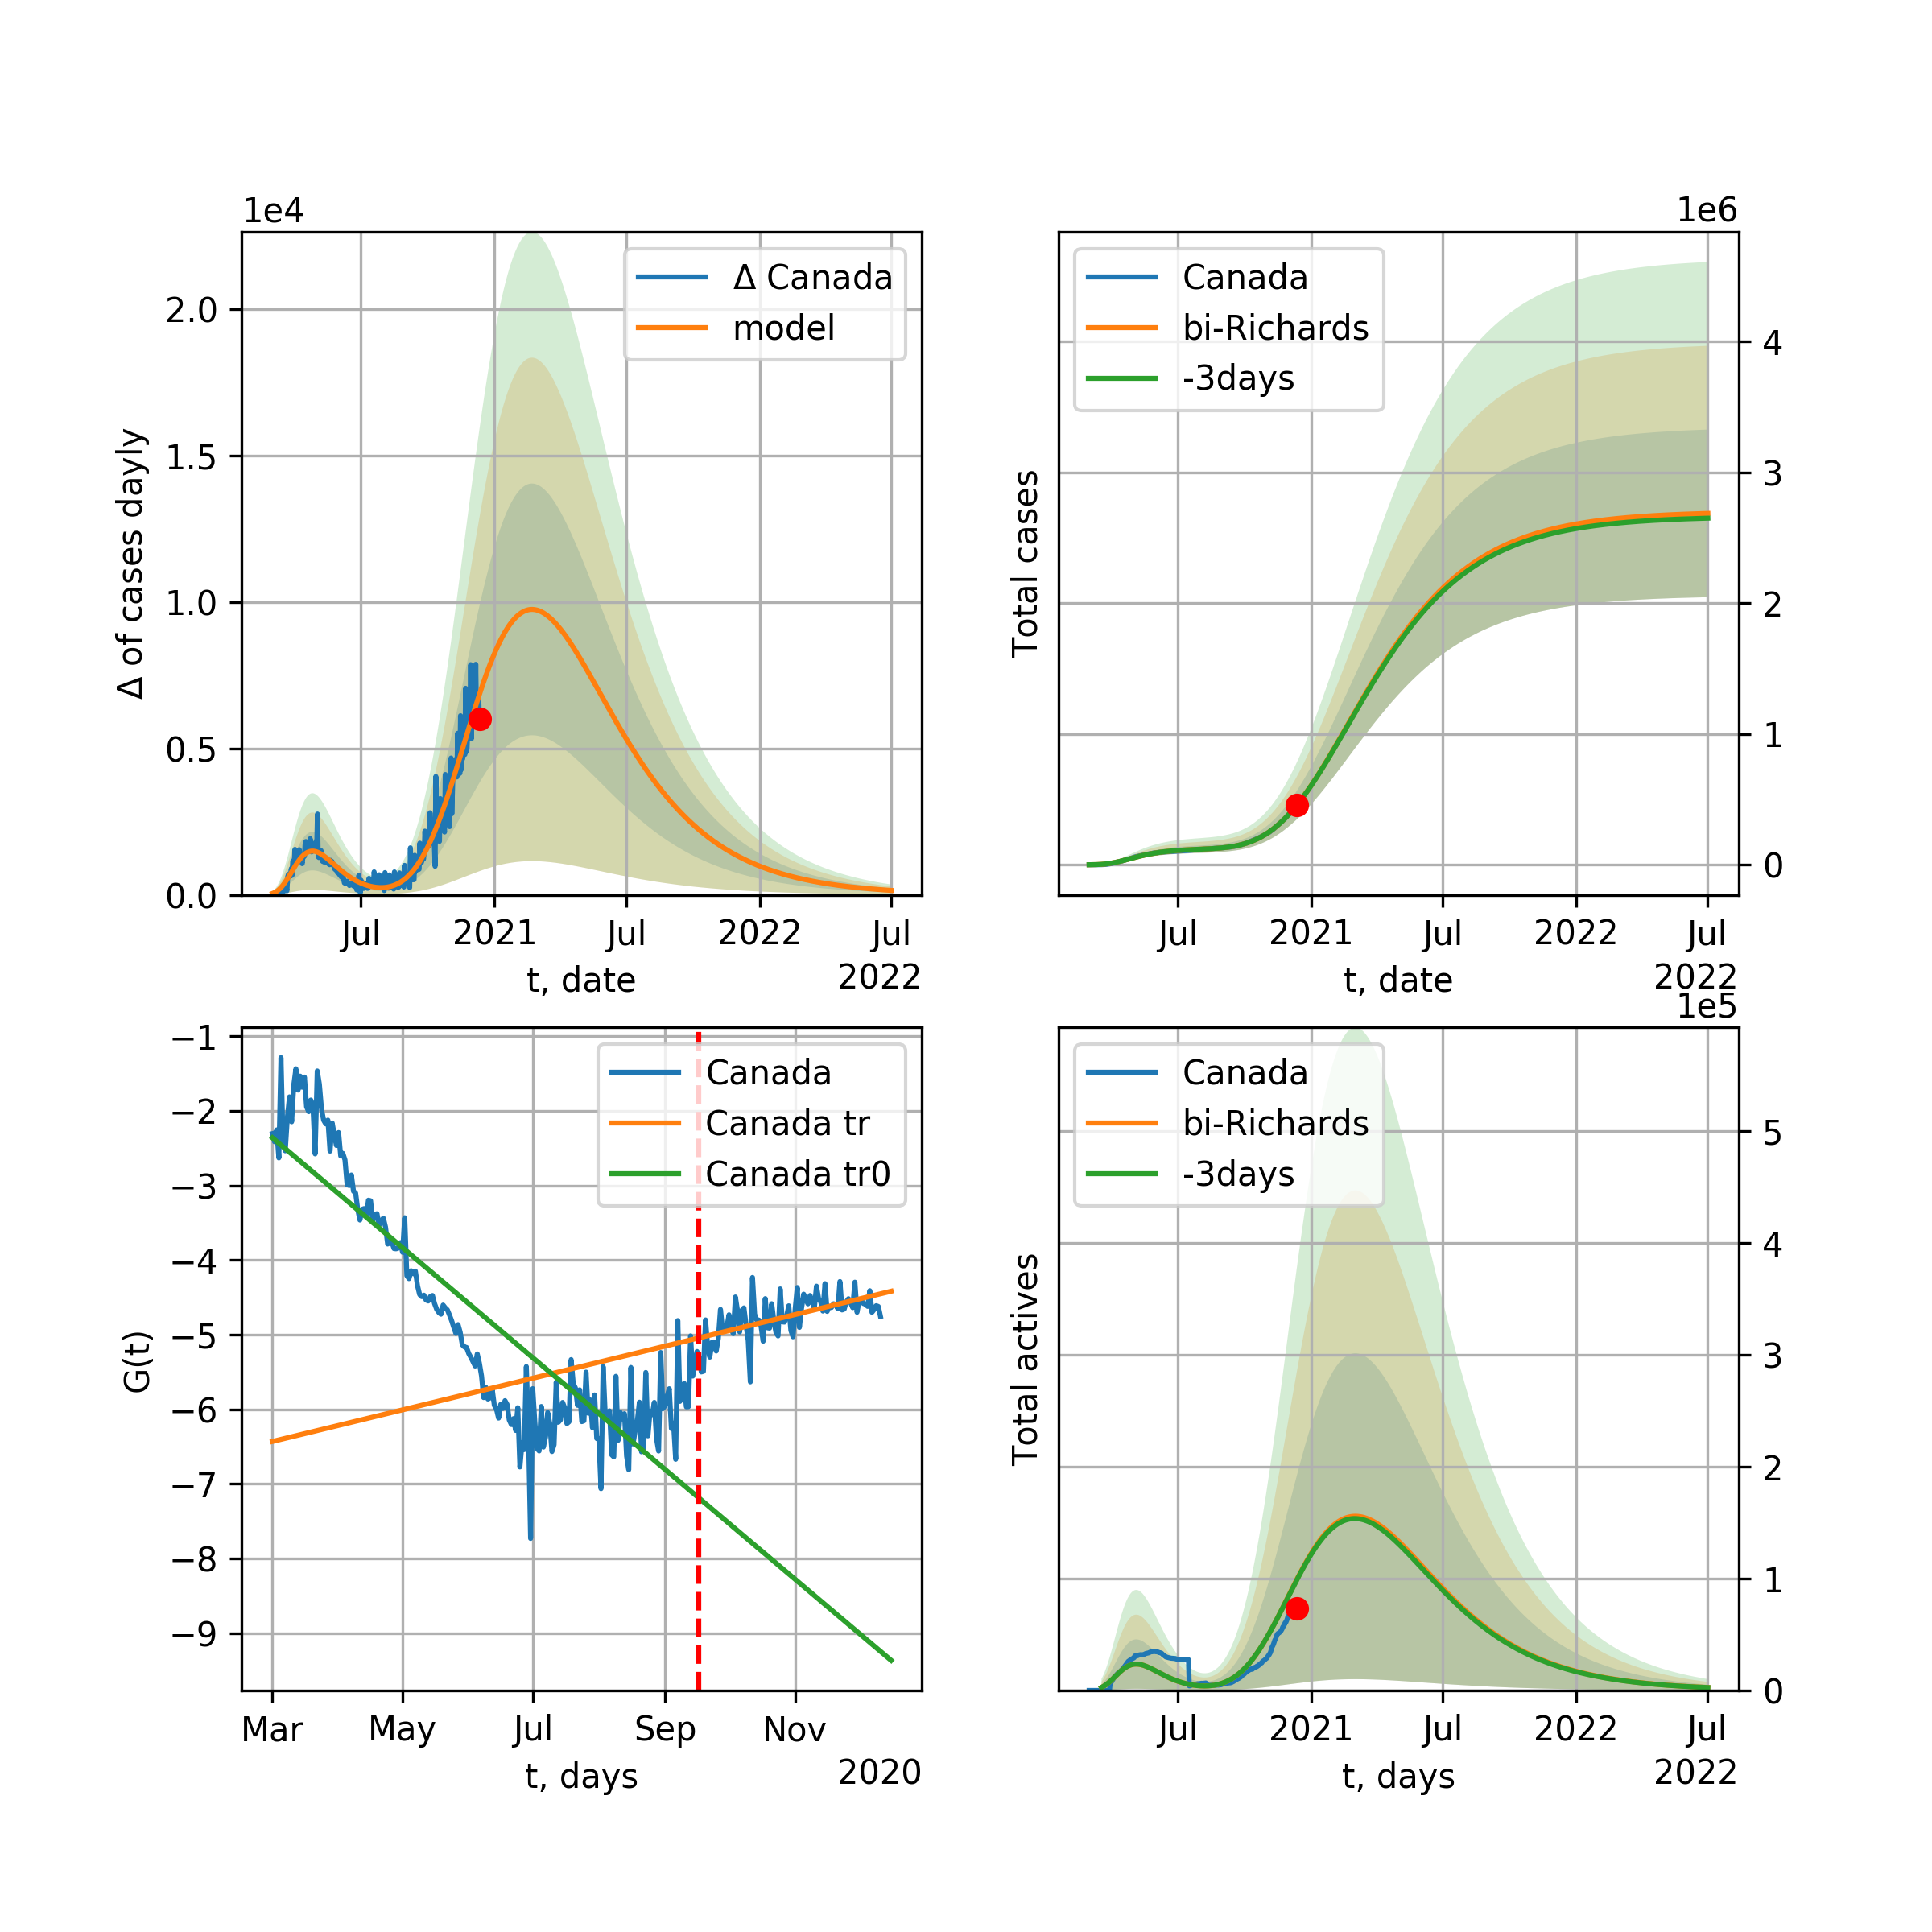 1e4
Δ of cases dayly
2.0
1.5
1.0
0.5
0.0
Δ Canada
model
Jul 2021 Jul 2022 Jul
t, date
2022
1e6
Total cases
Canada
bi-Richards
-3days
4
3
2
1
0
Jul 2021 Jul 2022 Jul
t, date
2022
G(t)
−1
−2
−3
−4
−5
−6
−7
−8
−9
Canada
Canada tr
Canada tr0
Mar May Jul Sep Nov
t, days
2020
1e5
Total actives
Canada
bi-Richards
-3days
5
4
3
2
1
0
Jul 2021 Jul 2022 Jul
t, days
2022